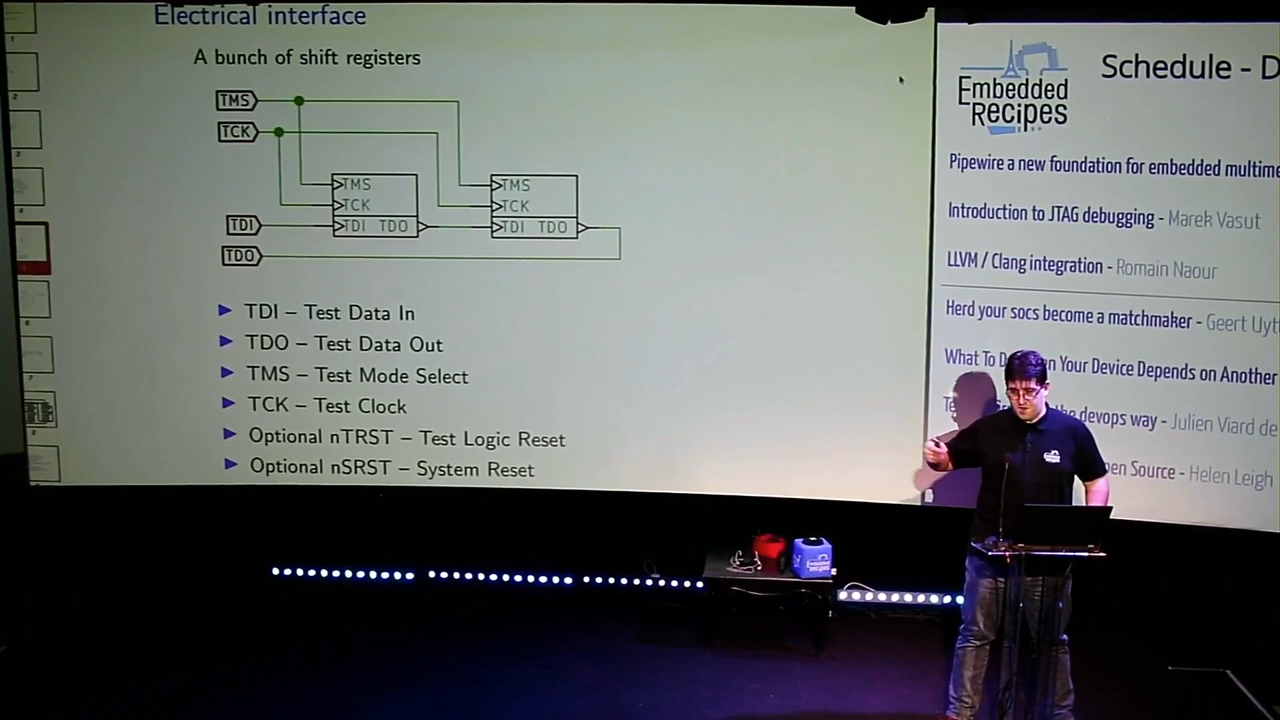 Electrical interface
A bunch of shift registers
TMS
TCK
TMS
TCK
TDI TDO
TMS
TCK
TDI TDO
TDI
TDO
TDI – Test Data In
TDO – Test Data Out
TMS – Test Mode Select
TCK – Test Clock
Optional nTRST – Test Logic Reset
Optional nSRST – System Reset
Embedded
Recipes
Schedule - D
Pipewire a new foundation for embedded multime
Introduction to JTAG debugging - Marek Vasut
LLVM / Clang integration - Romain Naour
Herd your socs become a matchmaker - Geert Uyt
What To D n Your Device Depends on Another
the devops way - Julien Viard de
pen Source - Helen Leigh
Embedded
Recipes